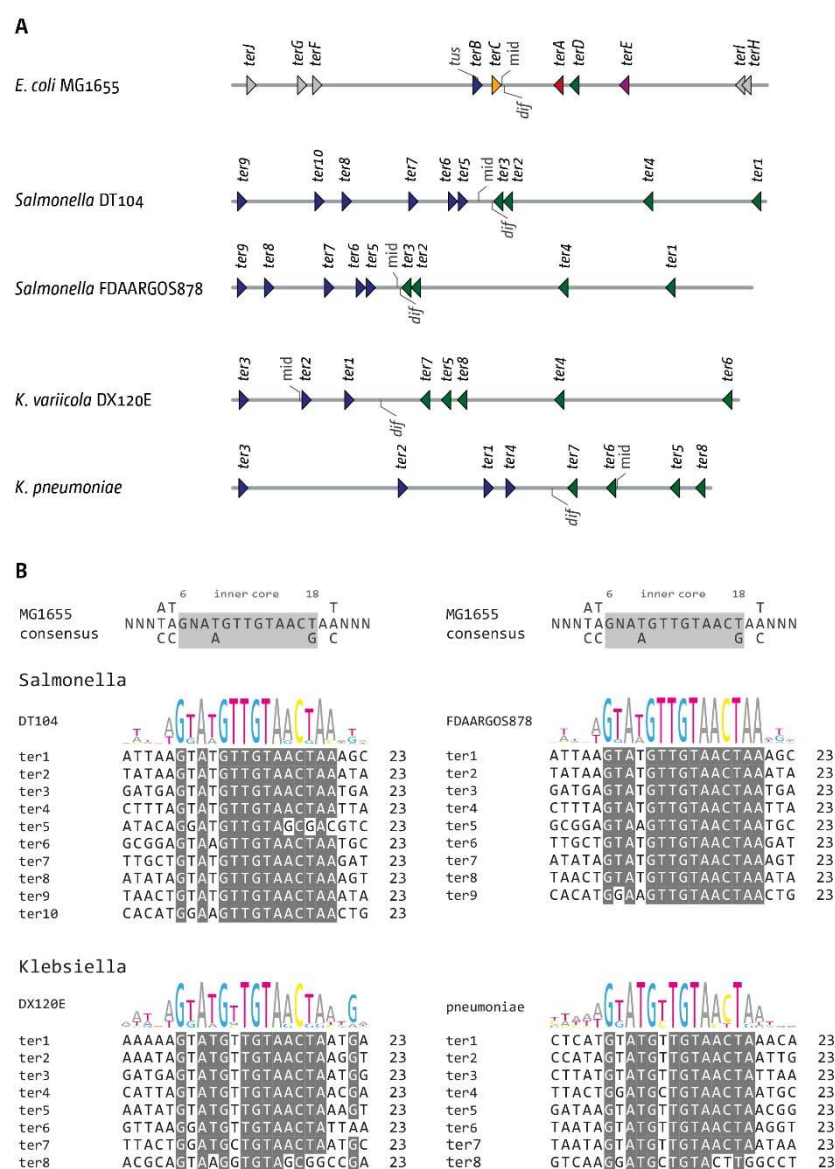 A
terJ terG terF tus terB terC mid terA terD terE terI terH
E. coli MG1655
dif
ter9 ter10 ter8 ter7 ter6 ter5 mid ter3 ter2 ter4 ter1
Salmonella DT104
dif
ter9 ter8 ter7 ter6 ter5 mid ter3 ter2 ter4 ter1
Salmonella FDAARGOS878
dif
ter3 mid ter2 ter1 ter7 ter5 ter8 ter4 ter6
K. variicola DX120E
dif
ter3 ter2 ter1 ter4 ter7 ter6 mid ter5 ter8
K. pneumoniae
dif
B
6 inner core 18
AT T
MG1655 consensus
NNNTAGNATGTTGTAACTAANNN
CC A G C
6 inner core 18
AT T
MG1655 consensus
NNNTAGNATGTTGTAACTAANNN
CC A G C
Salmonella
DT104
ter1 ATTAAGTATGTTGTAACTAAAGC 23
ter2 TATAAGTATGTTGTAACTAAATA 23
ter3 GATGAGTATGTTGTAACTAATGA 23
ter4 CTTTAGTATGTTGTAACTAATTA 23
ter5 ATACAGGATGTTGTAGCGACGTC 23
ter6 GCGGAGTAAGTTGTAACTAATGC 23
ter7 TTGCTGTATGTTGTAACTAAGAT 23
ter8 ATATAGTATGTTGTAACTAAAGT 23
ter9 TAACTGTATGTTGTAACTAAATA 23
ter10 CACATGGAAGTTGTAACTAACTG 23
FDAARGOS878
ter1 ATTAAGTATGTTGTAACTAAAGC 23
ter2 TATAAGTATGTTGTAACTAAATA 23
ter3 GATGAGTATGTTGTAACTAATGA 23
ter4 CTTTAGTATGTTGTAACTAATTA 23
ter5 GCGGAGTAAGTTGTAACTAATGC 23
ter6 TTGCTGTATGTTGTAACTAAGAT 23
ter7 ATATAGTATGTTGTAACTAAAGT 23
ter8 TAACTGTATGTTGTAACTAAATA 23
ter9 CACATGGAAGTTGTAACTAACTG 23
Klebsiella
DX120E
ter1 AAAAAGTATGTTGTAACTAATGA 23
ter2 AAATAGTATGTTGTAACTAAGGT 23
ter3 GATGAGTATGTTGTAACTAATGG 23
ter4 CATTAGTATGTTGTAACTAACGA 23
ter5 AATATGTATGTTGTAACTAAAGT 23
ter6 GTTAAGGATGTTGTAACTATTAA 23
ter7 TTACTGGATGCTGTAACTAATGC 23
ter8 ACGCAGTAAGGTGTAGCGGCCGA 23
pneumoniae
ter1 CTCATGTATGTTGTAACTAAACA 23
ter2 CCATAGTATGTTGTAACTAATTG 23
ter3 CTTATGTATGTTGTAACTATTAA 23
ter4 TTACTGGATGCTGTAACTAATGC 23
ter5 GATAAGTATGTTGTAACTAACGG 23
ter6 TAATAGTATGTTGTAACTAAGGT 23
ter7 TAATAGTATGTTGTAACTAATAA 23
ter8 GTCAAGGATGCTGTACTTGGCCT 23